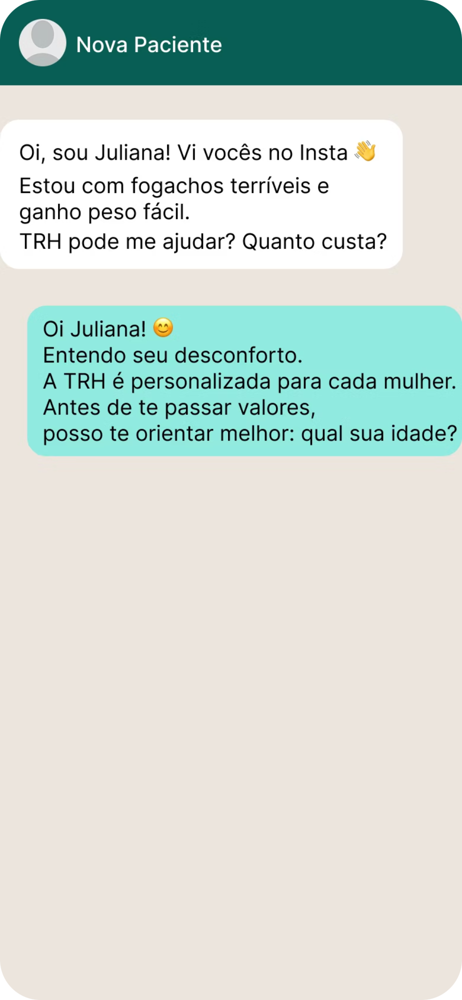 Nova Paciente
Oi, sou Juliana! Vi vocês no Insta 👋
Estou com fogachos terríveis e
ganho peso fácil.
TRH pode me ajudar? Quanto custa?
Oi Juliana! 😊
Entendo seu desconforto.
A TRH é personalizada para cada mulher.
Antes de te passar valores,
posso te orientar melhor: qual sua idade?